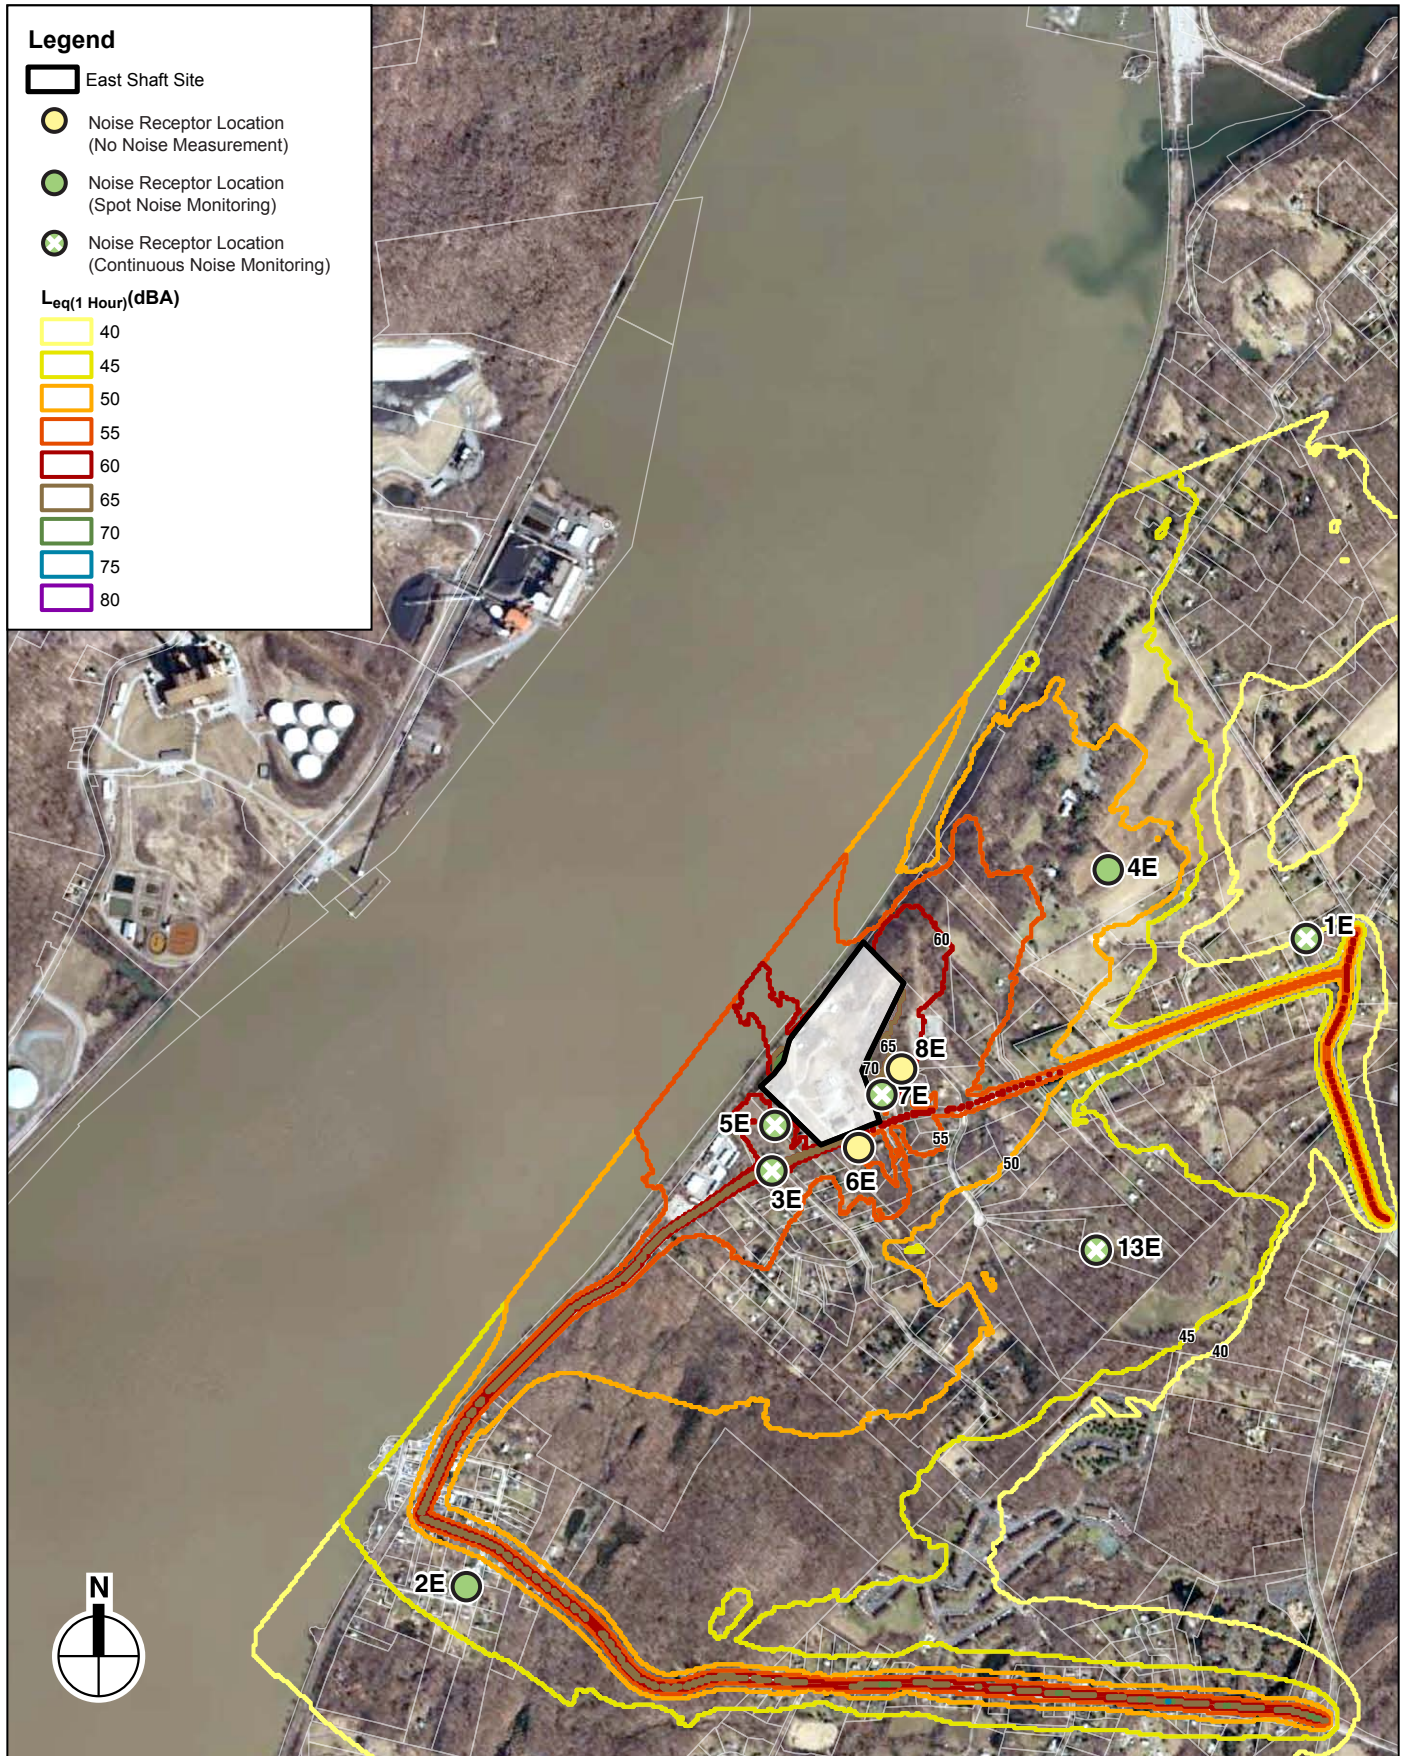 Legend
East Shaft Site
Noise Receptor Location
(No Noise Measurement)
Noise Receptor Location
(Spot Noise Monitoring)
Noise Receptor Location
(Continuous Noise Monitoring)
Leq(1 Hour)(dBA)
40
45
50
55
60
65
70
75
80
4E
1E
60
65
8E
70
7E
5E
55
50
6E
3E
13E
45
40
2E
N